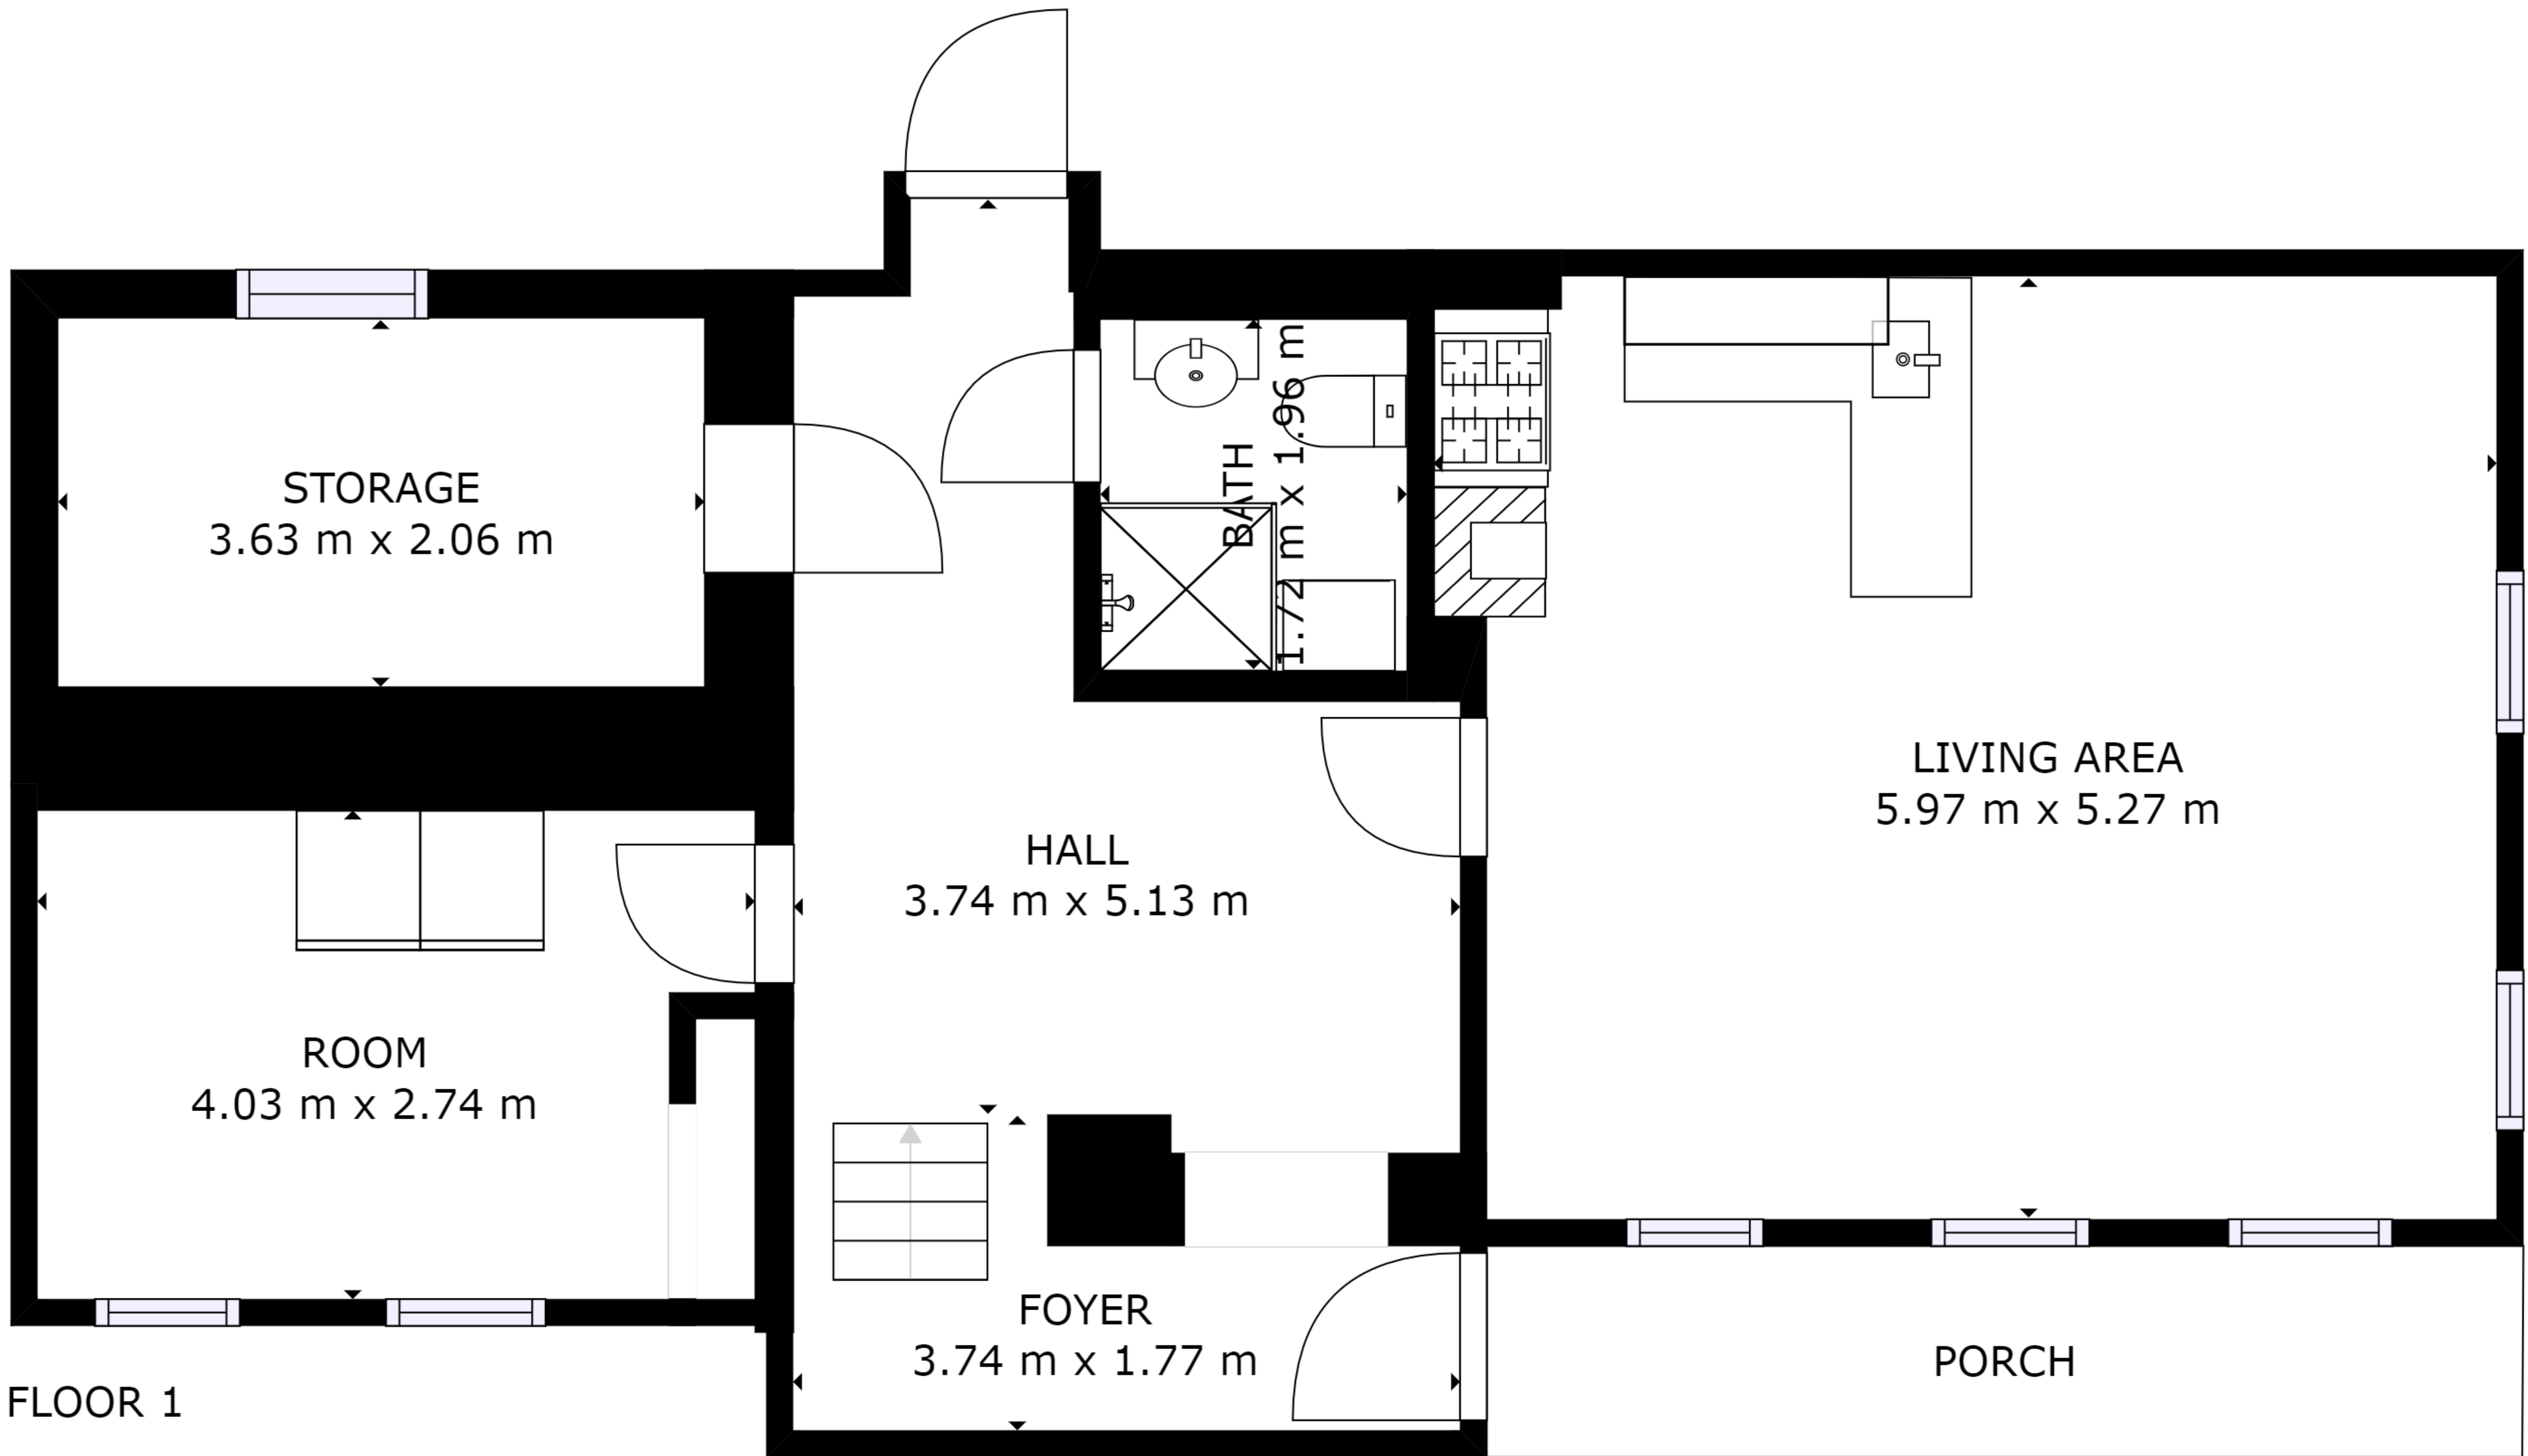 STORAGE
3.63 m x 2.06 m
BATH
1.72 m x 1.96 m
LIVING AREA
5.97 m x 5.27 m
HALL
3.74 m x 5.13 m
ROOM
4.03 m x 2.74 m
FOYER
3.74 m x 1.77 m
PORCH
FLOOR 1